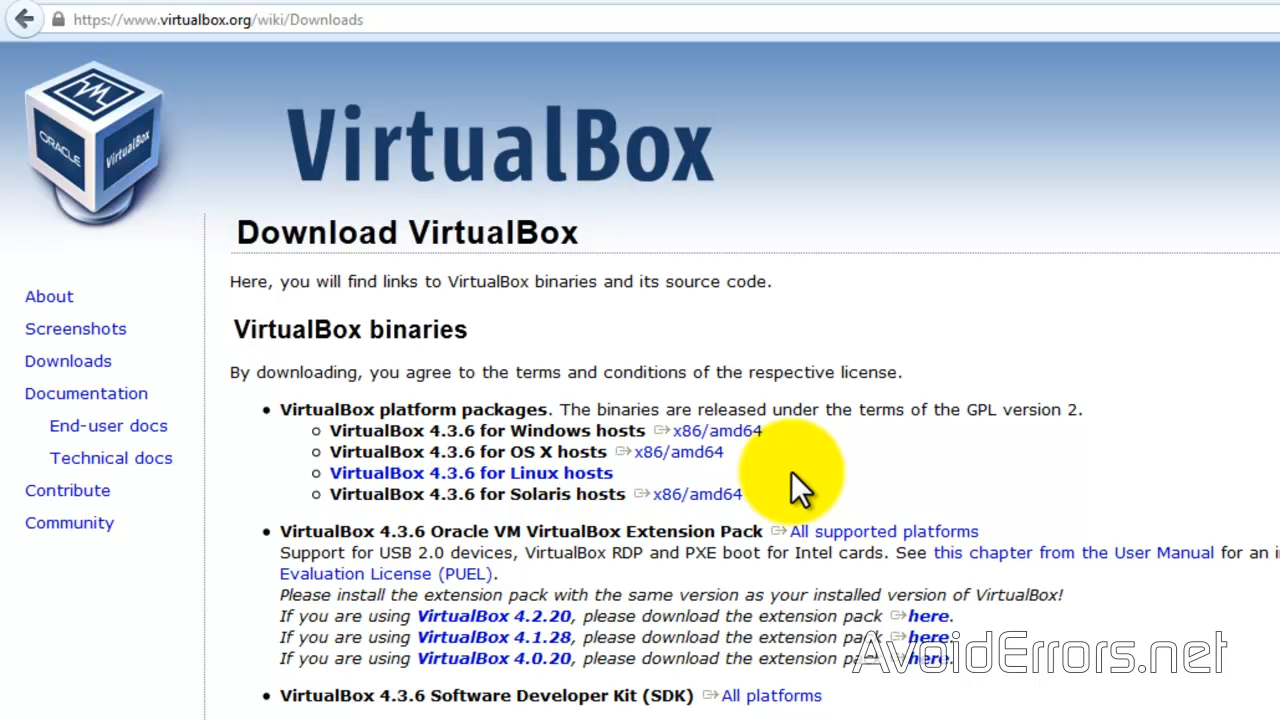 https://www.virtualbox.org/wiki/Downloads
VM
ORACLE
VirtualBox
VirtualBox
Download VirtualBox
Here, you will find links to VirtualBox binaries and its source code.
About
Screenshots
Downloads
Documentation
End-user docs
Technical docs
Contribute
Community
VirtualBox binaries
By downloading, you agree to the terms and conditions of the respective license.
VirtualBox platform packages. The binaries are released under the terms of the GPL version 2.
VirtualBox 4.3.6 for Windows hosts x86/amd64
VirtualBox 4.3.6 for OS X hosts x86/amd64
VirtualBox 4.3.6 for Linux hosts
VirtualBox 4.3.6 for Solaris hosts x86/amd64
VirtualBox 4.3.6 Oracle VM VirtualBox Extension Pack All supported platforms
Support for USB 2.0 devices, VirtualBox RDP and PXE boot for Intel cards. See this chapter from the User Manual for an
Evaluation License (PUEL).
Please install the extension pack with the same version as your installed version of VirtualBox!
If you are using VirtualBox 4.2.20, please download the extension pack here.
If you are using VirtualBox 4.1.28, please download the extension pack here.
If you are using VirtualBox 4.0.20, please download the extension pack here.
AvoidErrors.net
VirtualBox 4.3.6 Software Developer Kit (SDK) All platforms